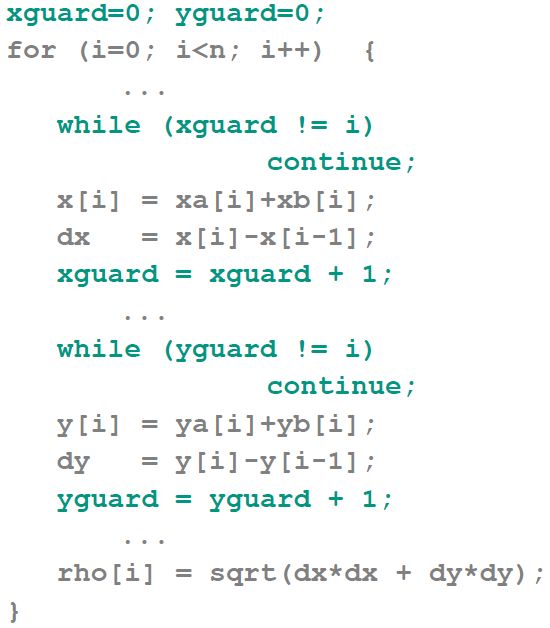 xguard=0; yguard=0;
for (i=0; i<n; i++)  {
       ...
   while (xguard != i)
               continue;
   x[i] = xa[i]+xb[i];
   dx   = x[i]-x[i-1];
   xguard = xguard + 1;
       ...
   while (yguard != i)
               continue;
   y[i] = ya[i]+yb[i];
   dy   = y[i]-y[i-1];
   yguard = yguard + 1;
       ...
   rho[i] = sqrt(dx*dx + dy*dy);
}